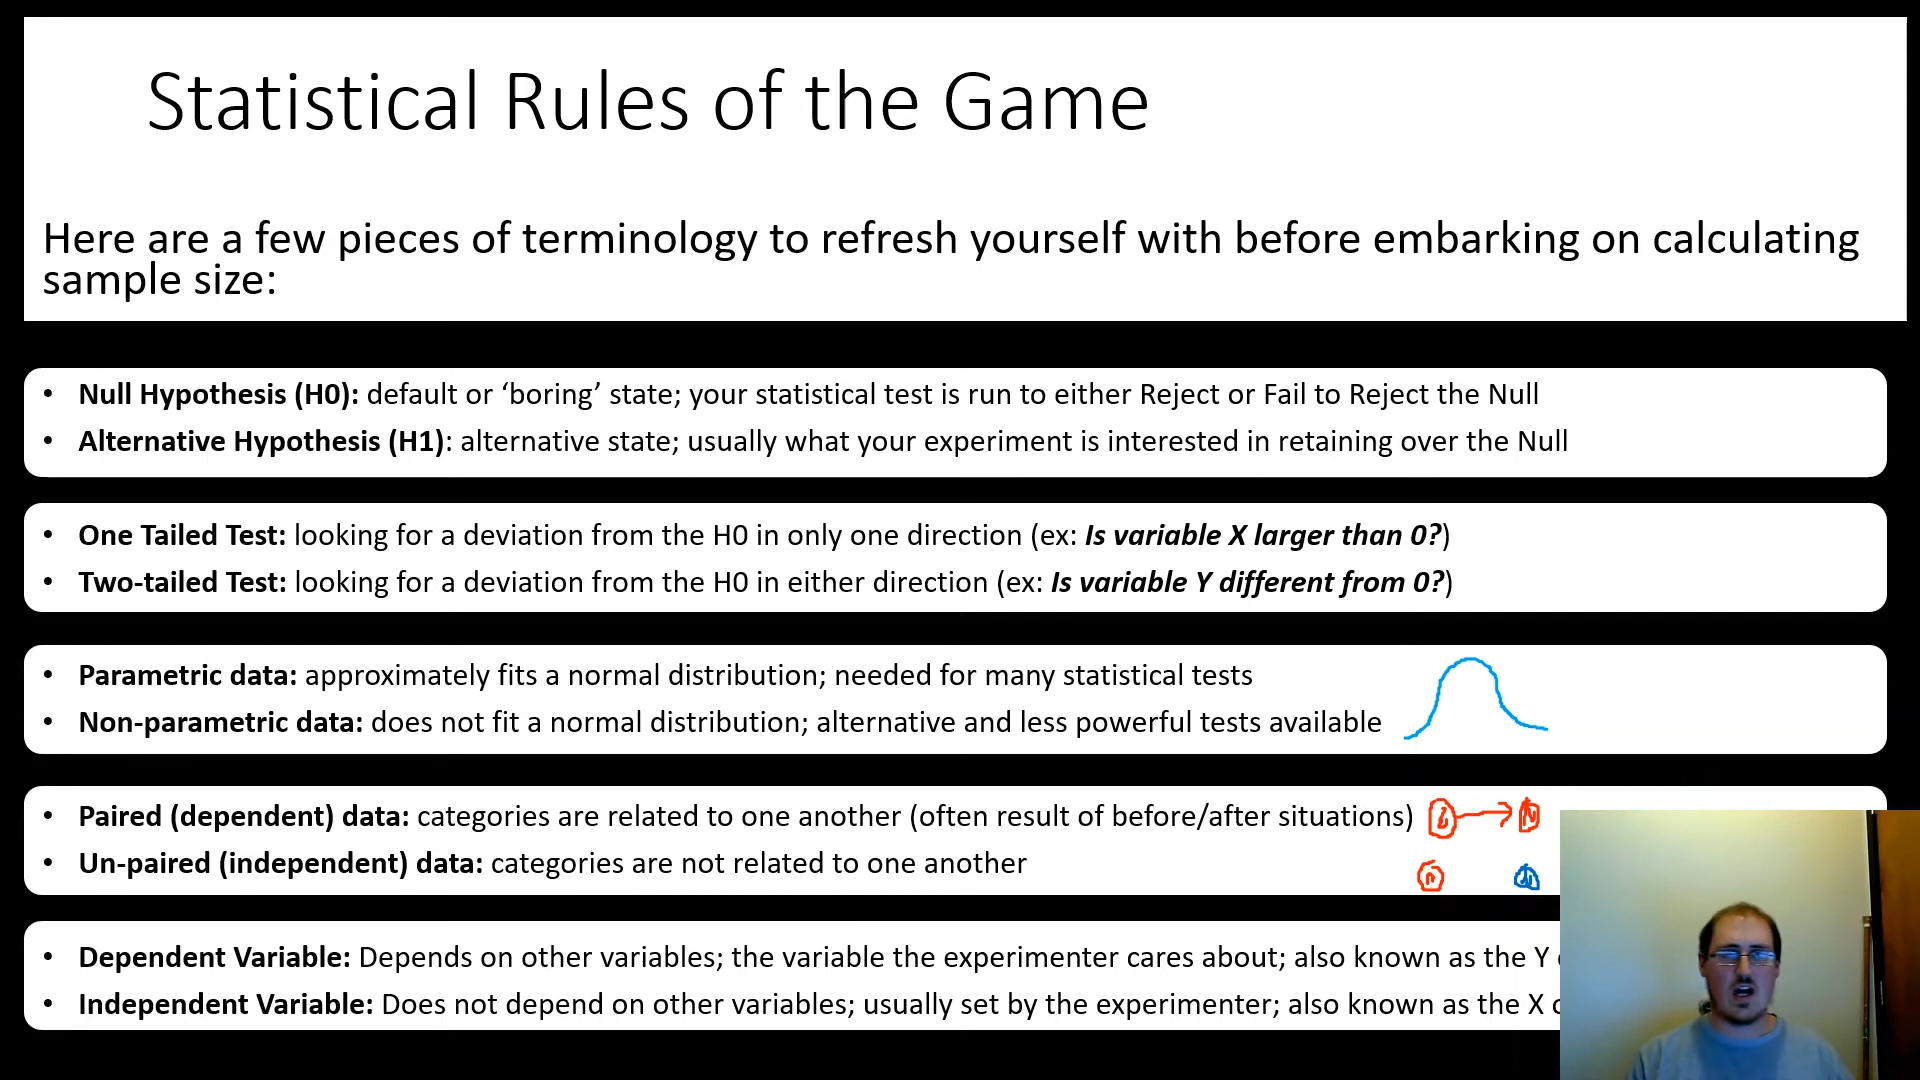 Statistical Rules of the Game
Here are a few pieces of terminology to refresh yourself with before embarking on calculating
sample size:
• Null Hypothesis (H0): default or ‘boring’ state; your statistical test is run to either Reject or Fail to Reject the Null
• Alternative Hypothesis (H1): alternative state; usually what your experiment is interested in retaining over the Null
• One Tailed Test: looking for a deviation from the H0 in only one direction (ex: Is variable X larger than 0?)
• Two-tailed Test: looking for a deviation from the H0 in either direction (ex: Is variable Y different from 0?)
• Parametric data: approximately fits a normal distribution; needed for many statistical tests
• Non-parametric data: does not fit a normal distribution; alternative and less powerful tests available
• Paired (dependent) data: categories are related to one another (often result of before/after situations)
• Un-paired (independent) data: categories are not related to one another
• Dependent Variable: Depends on other variables; the variable the experimenter cares about; also known as the Y
• Independent Variable: Does not depend on other variables; usually set by the experimenter; also known as the X